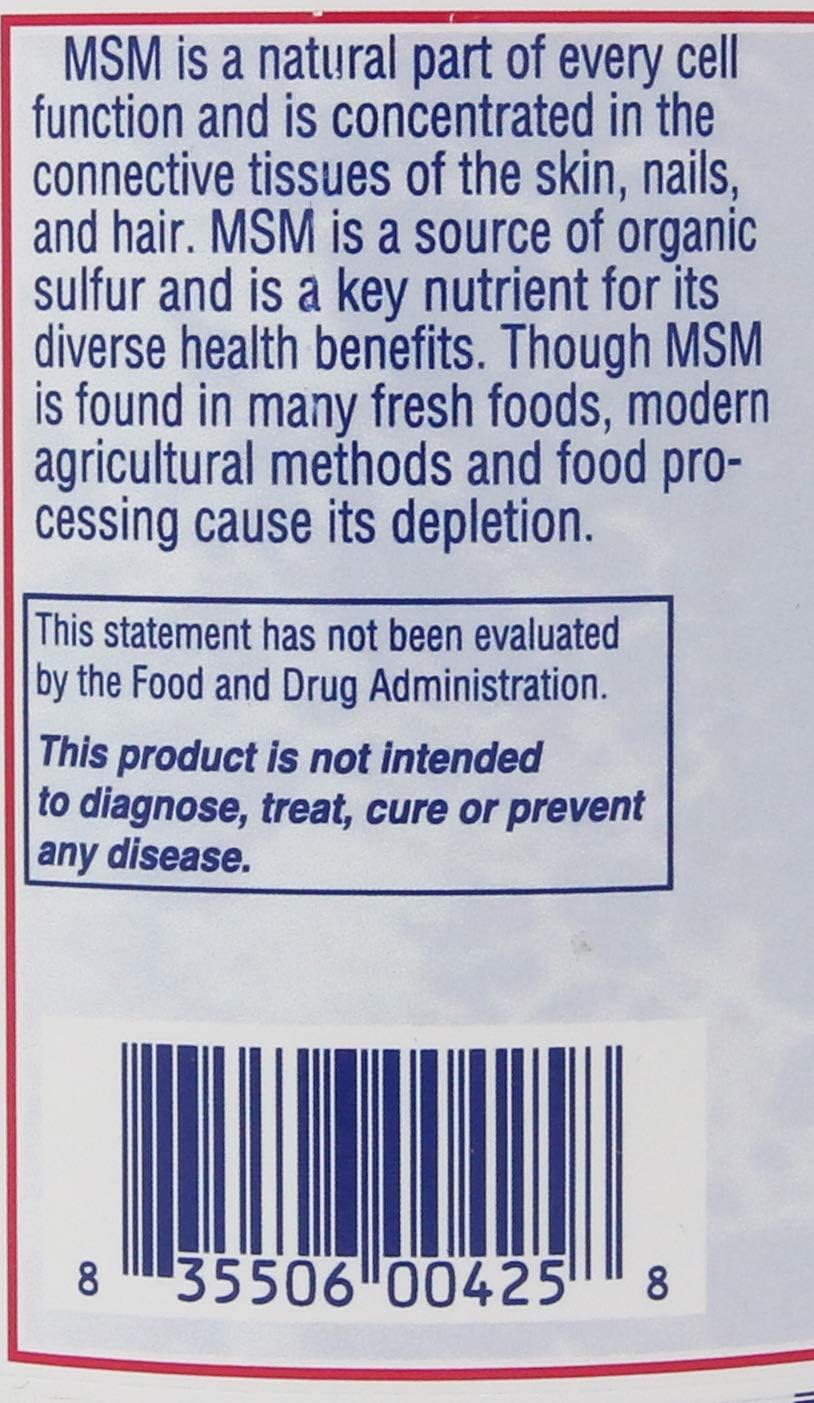 MSM is a natural part of every cell
function and is concentrated in the
connective tissues of the skin, nails,
and hair. MSM is a source of organic
sulfur and is a key nutrient for its
diverse health benefits. Though MSM
is found in many fresh foods, modern
agricultural methods and food pro-
cessing cause its depletion.
This statement has not been evaluated
by the Food and Drug Administration.
This product is not intended
to diagnose, treat, cure or prevent
any disease.
8 35506 00425 8